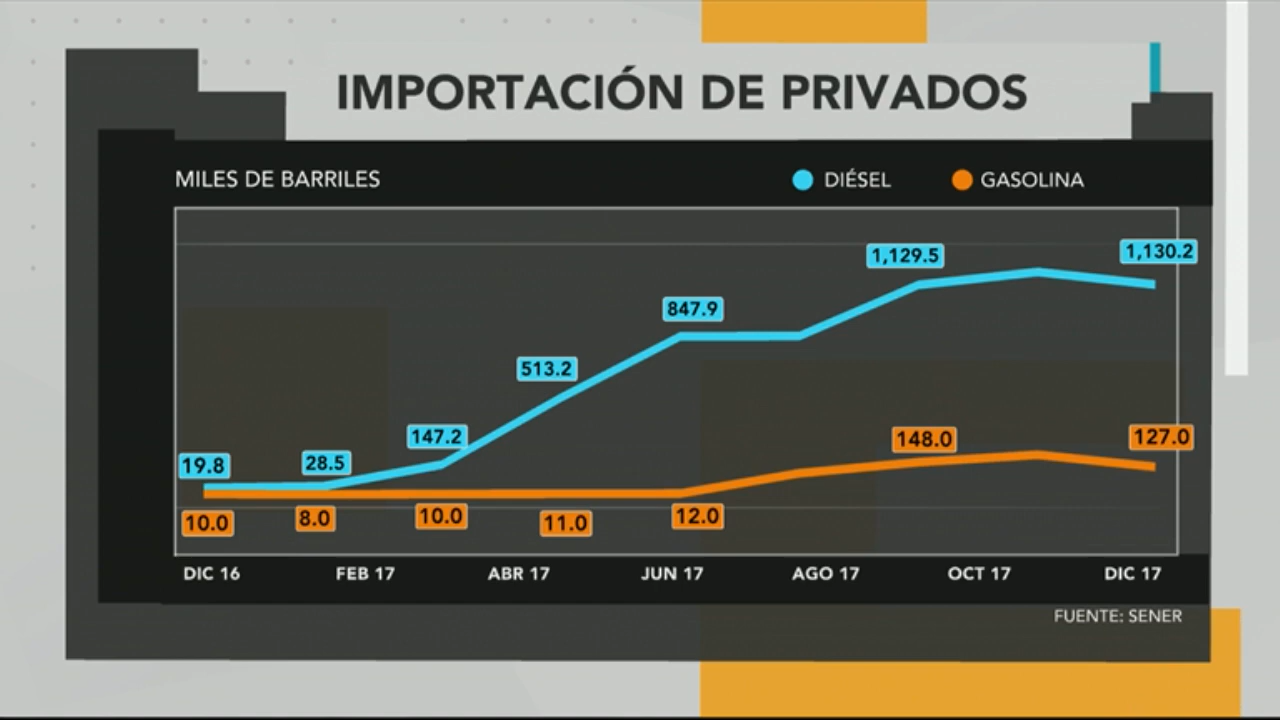 IMPORTACIÓN DE PRIVADOS
MILES DE BARRILES
DIÉSEL
GASOLINA
1,129.5
1,130.2
847.9
513.2
147.2
148.0
127.0
19.8
28.5
10.0
8.0
10.0
11.0
12.0
DIC 16
FEB 17
ABR 17
JUN 17
AGO 17
OCT 17
DIC 17
FUENTE: SENER